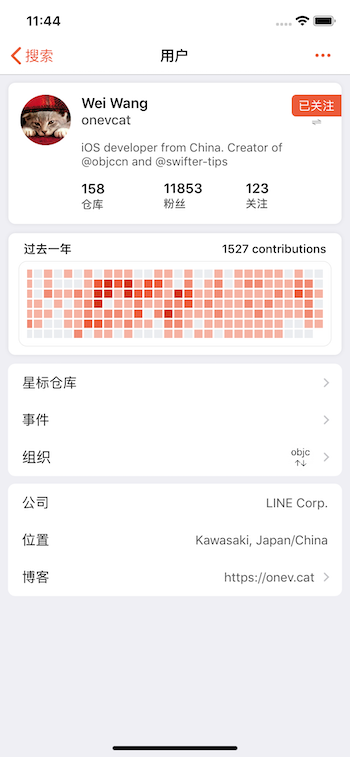 11:44
搜索
用户
Wei Wang
onevcat
已关注
iOS developer from China. Creator of
@objccn and @swifter-tips
158
仓库
11853
粉丝
123
关注
过去一年
1527 contributions
星标仓库
事件
组织
objc
↑↓
公司
LINE Corp.
位置
Kawasaki, Japan/China
博客
https://onev.cat